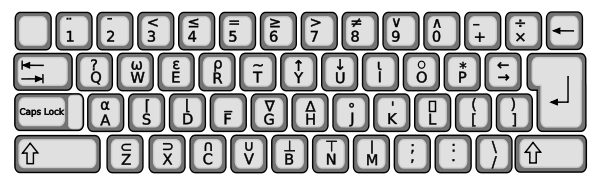 ¨ ¯ < ≤ = ≥ > ≠ ∨ ∧ − ÷
1 2 3 4 5 6 7 8 9 0 + × ←
? ω ε ρ ~ ↑ ↓ ι ○ * ←
Q W E R T Y U I O P →
α ⌈ ⌊ _ ∇ ∆ ∘ ' ⎕ ( )
Caps Lock A S D F G H J K L [ ]
⊂ ⊃ ∩ ∪ ⊥ ⊤ | ; : \
Z X C V B N M , . /